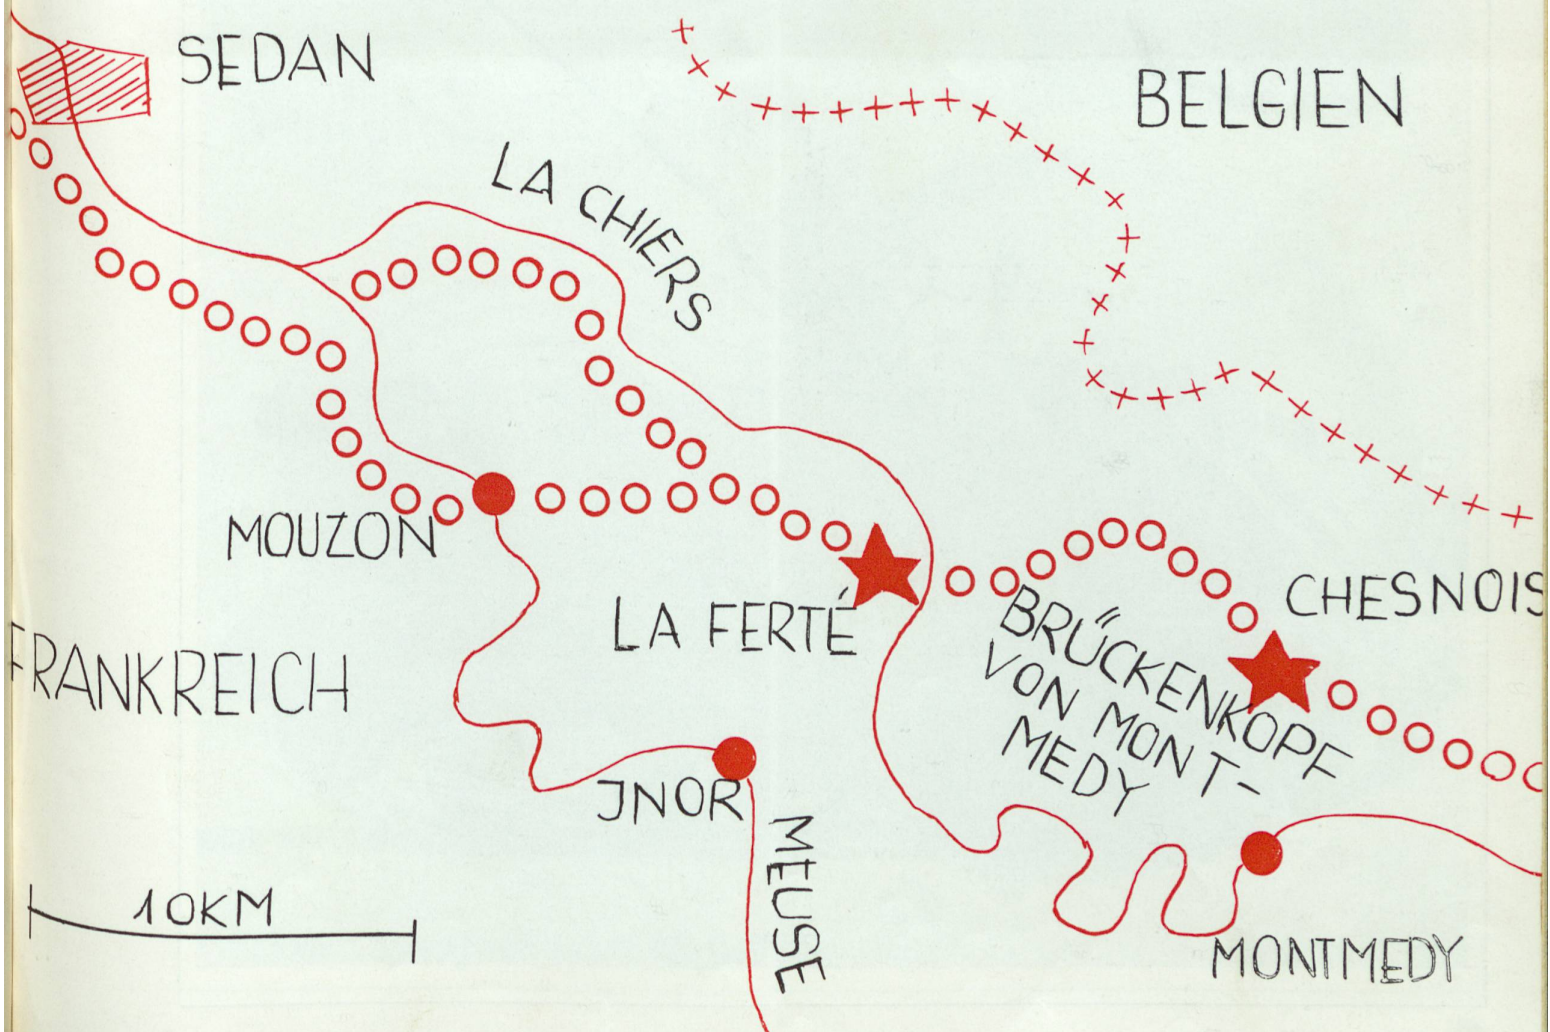 SEDAN
BELGIEN
LA CHIERS
MOUZON
LA FERTÉ
CHESNOIS
BRÜCKENKOPF
VON MONT-
MEDY
FRANKREICH
JNOR
MEUSE
10KM
MONTMEDY